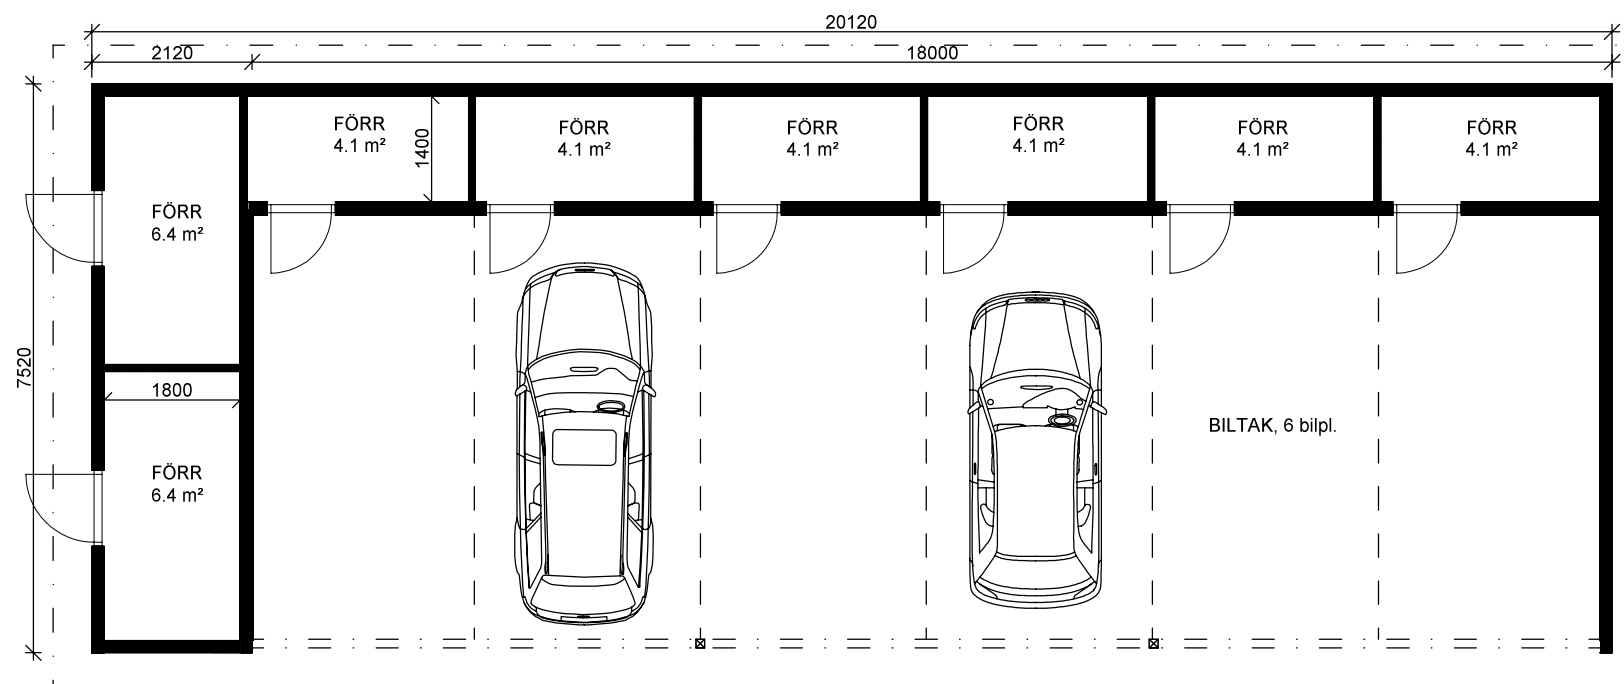 20120
2120
18000
FÖRR
4.1 m²
1400
FÖRR
4.1 m²
FÖRR
4.1 m²
FÖRR
4.1 m²
FÖRR
4.1 m²
FÖRR
4.1 m²
FÖRR
6.4 m²
7520
1800
BILTAK, 6 bilpl.
FÖRR
6.4 m²